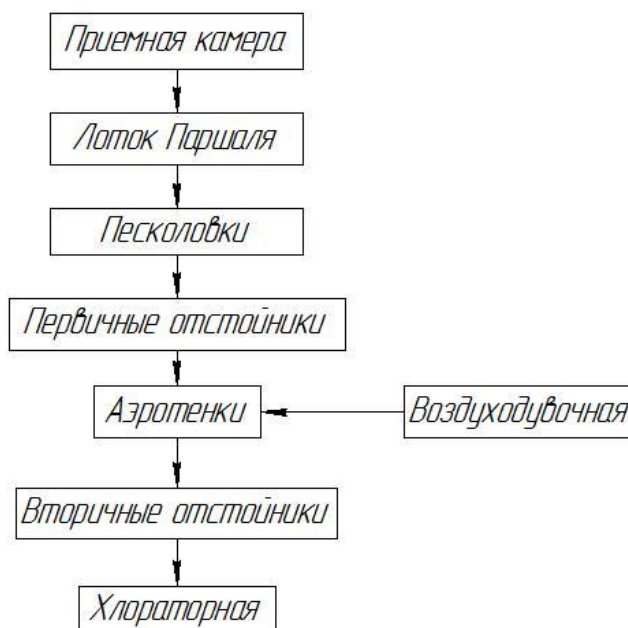 Приемная камера
Лоток Паршаля
Песколовки
Первичные отстойники
Аэротенки
Воздуходувочная
Вторичные отстойники
Хлораторная